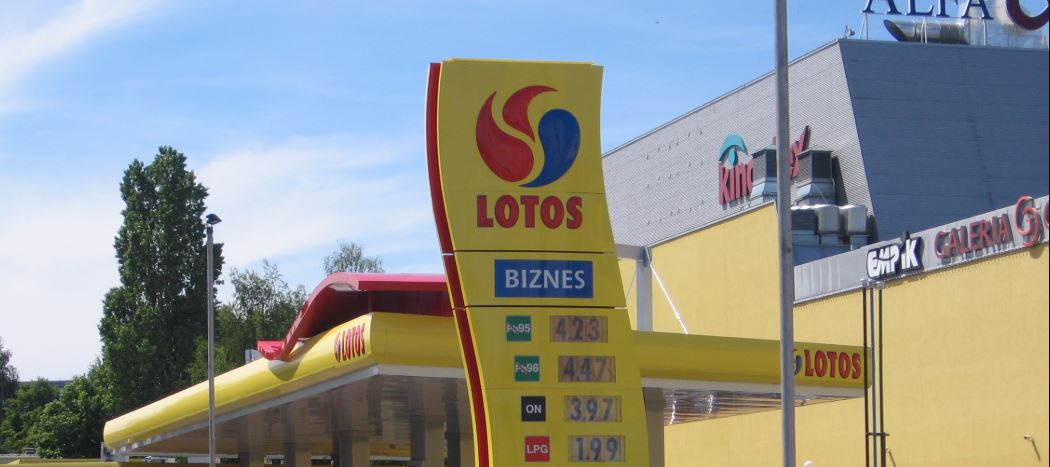 ALFA
LOTOS
BIZNES
Pb95 4.23
Pb98 4.47
ON 3.97
LPG 1.99
LOTOS
LOTOS
EMPiK
GALERIA